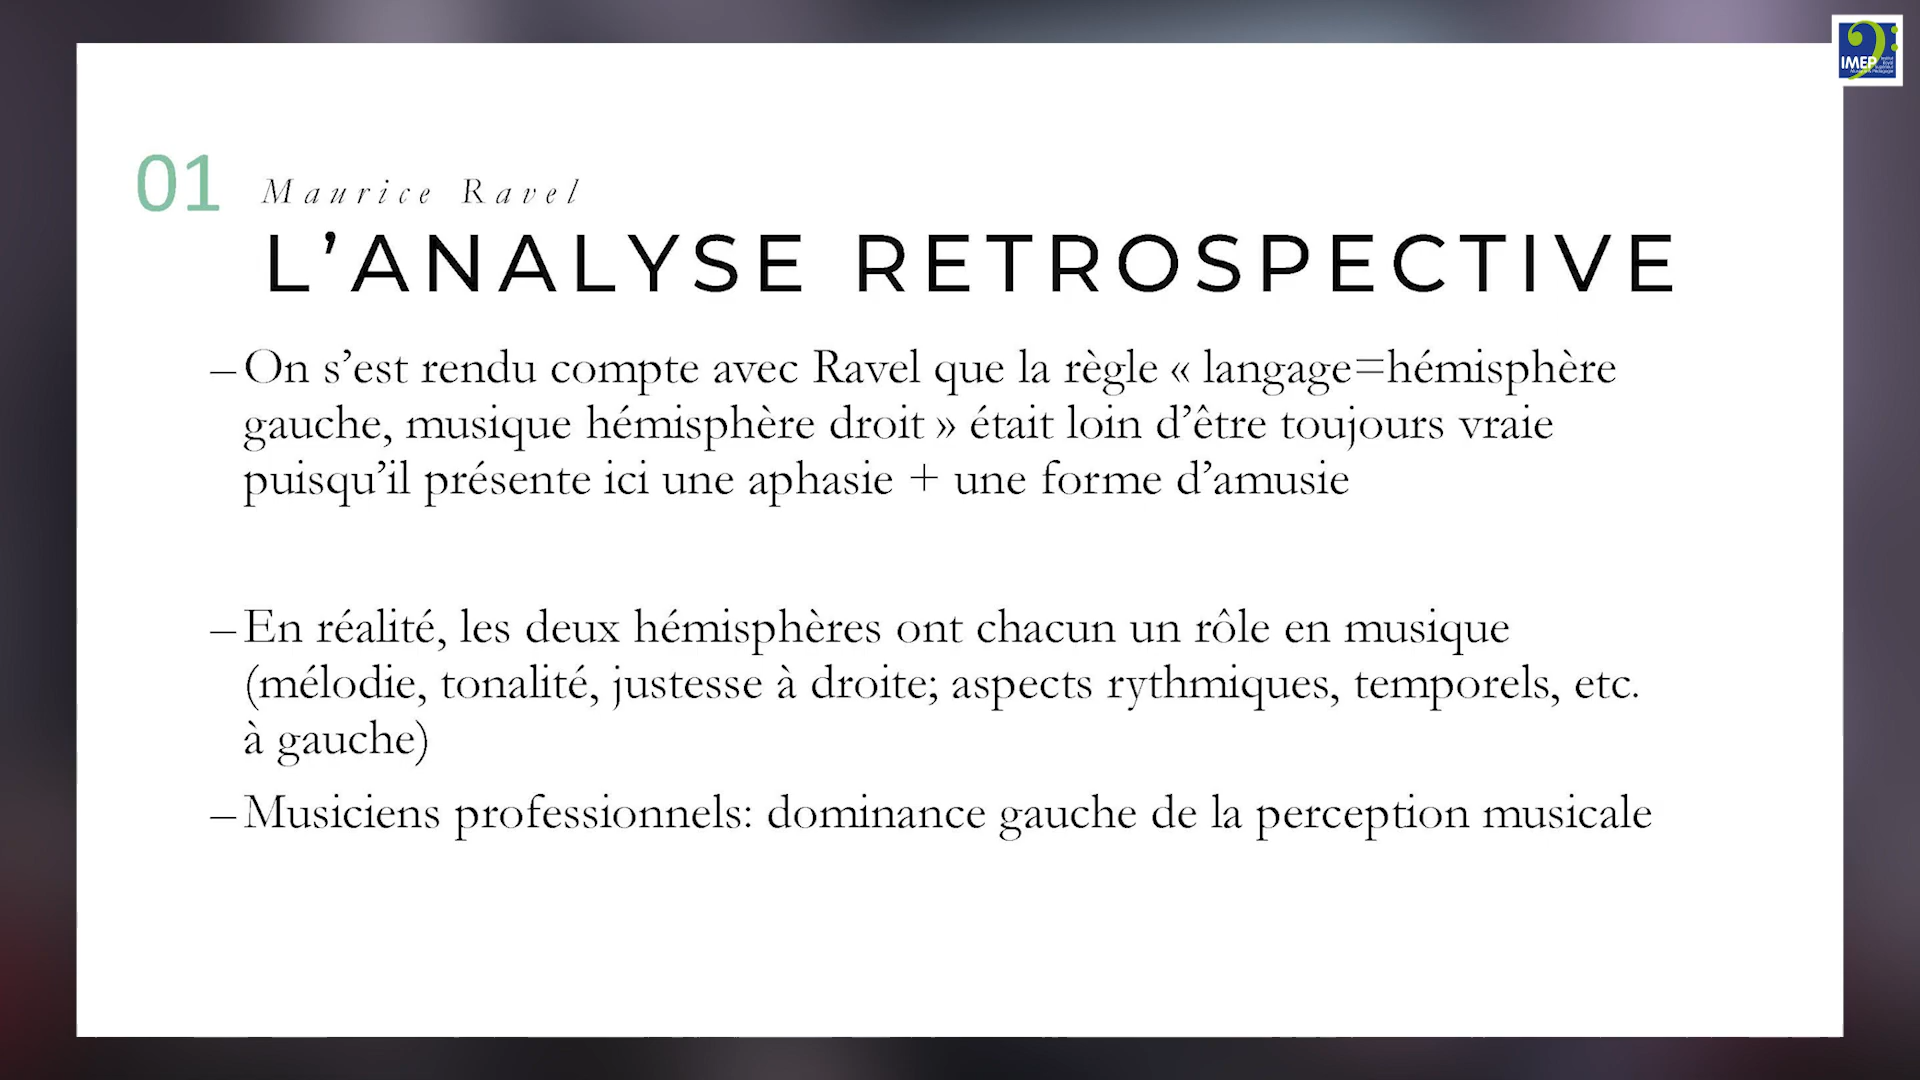 IMEP
01
Maurice Ravel
L’ANALYSE RETROSPECTIVE
–On s’est rendu compte avec Ravel que la règle « langage=hémisphère
gauche, musique hémisphère droit » était loin d’être toujours vraie
puisqu’il présente ici une aphasie + une forme d’amusie
–En réalité, les deux hémisphères ont chacun un rôle en musique
(mélodie, tonalité, justesse à droite; aspects rythmiques, temporels, etc.
à gauche)
–Musiciens professionnels: dominance gauche de la perception musicale